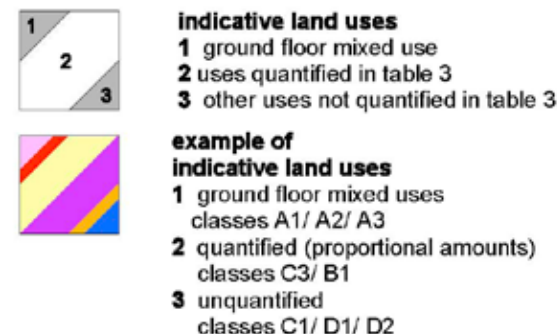 1
2
3
indicative land uses
1 ground floor mixed use
2 uses quantified in table 3
3 other uses not quantified in table 3
example of
indicative land uses
1 ground floor mixed uses
classes A1/ A2/ A3
2 quantified (proportional amounts)
classes C3/ B1
3 unquantified
classes C1/ D1/ D2